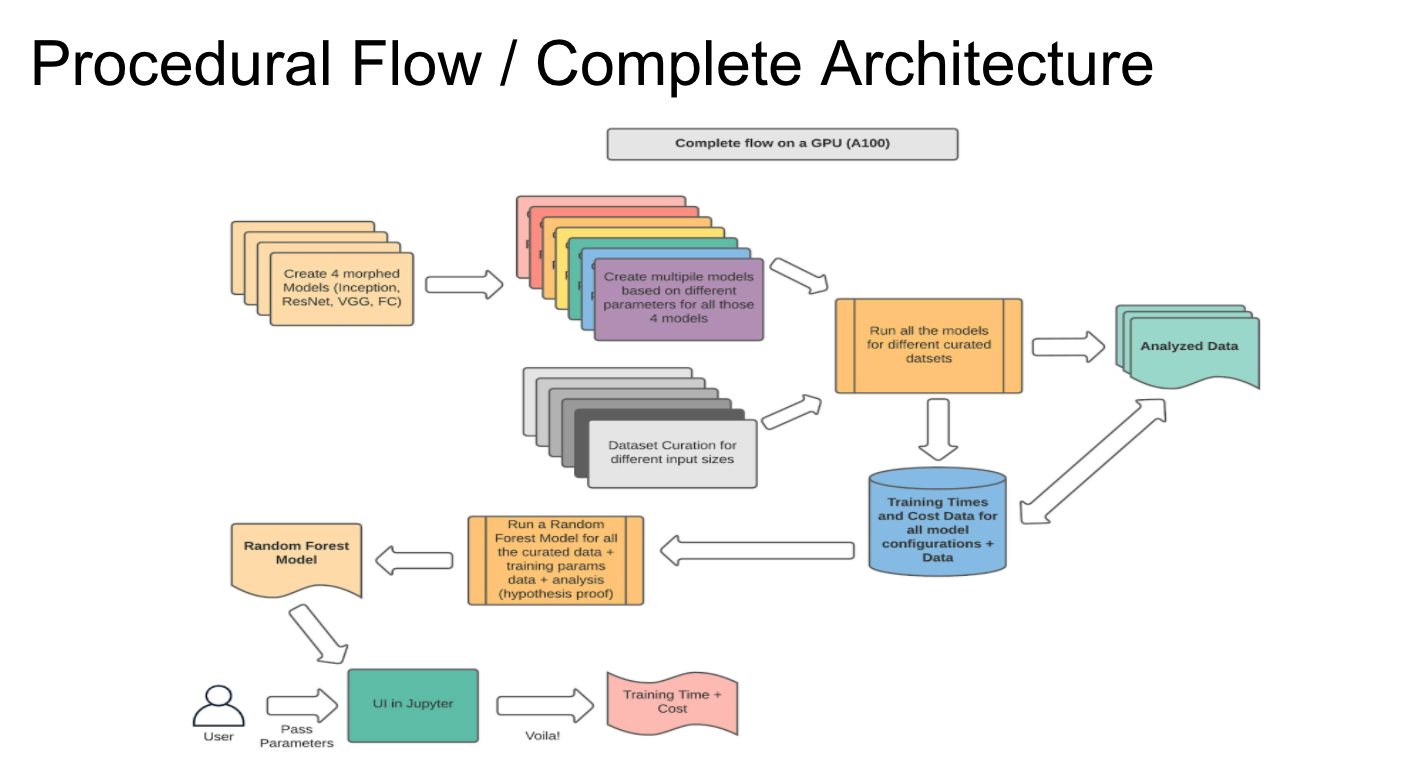 Procedural Flow / Complete Architecture
Complete flow on a GPU (A100)
Create 4 morphed
Models (Inception,
ResNet, VGG, FC)
Create multipile models
based on different
parameters for all those
4 models
Run all the models
for different curated
datsets
Analyzed Data
Dataset Curation for
different input sizes
Training Times
and Cost Data for
all model
configurations +
Data
Run a Random
Forest Model for all
the curated data +
training params
data + analysis
(hypothesis proof)
Random Forest
Model
User
Pass
Parameters
UI in Jupyter
Voila!
Training Time +
Cost